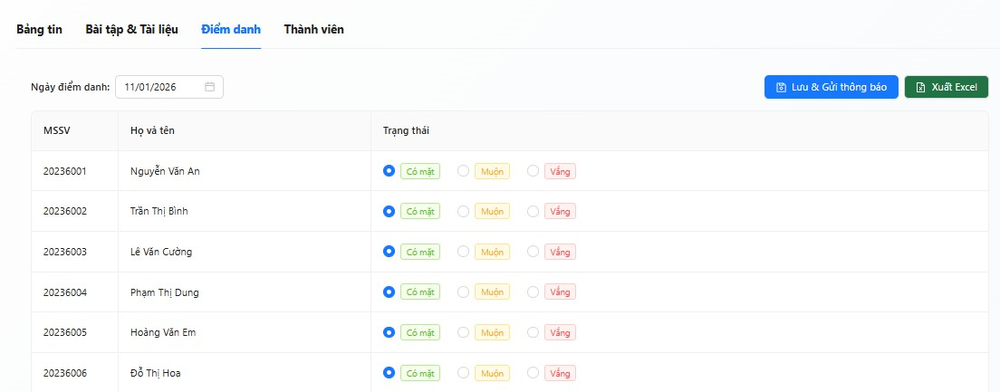 Bảng tin Bài tập & Tài liệu Điểm danh Thành viên
Ngày điểm danh: 11/01/2026 Lưu & Gửi thông báo Xuất Excel
MSSV Họ và tên Trạng thái
20236001 Nguyễn Văn An Có mặt Muộn Vắng
20236002 Trần Thị Bình Có mặt Muộn Vắng
20236003 Lê Văn Cường Có mặt Muộn Vắng
20236004 Phạm Thị Dung Có mặt Muộn Vắng
20236005 Hoàng Văn Em Có mặt Muộn Vắng
20236006 Đỗ Thị Hoa Có mặt Muộn Vắng